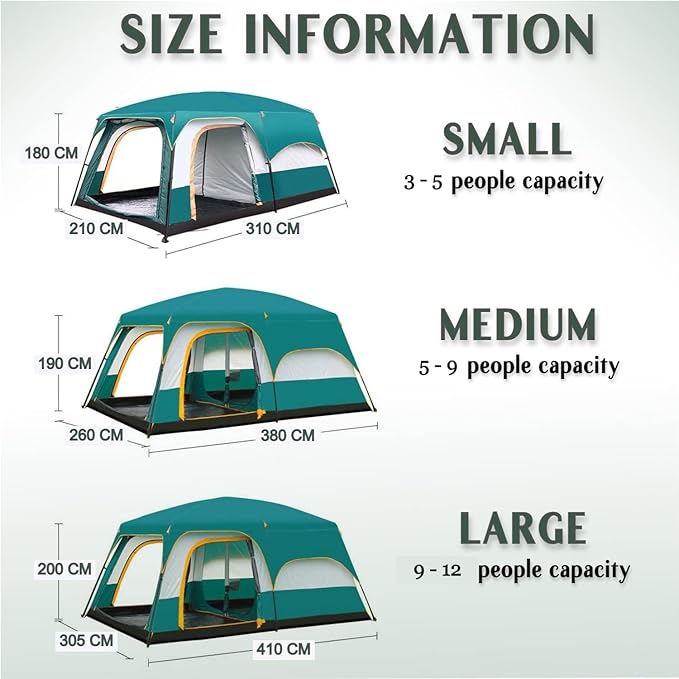 SIZE INFORMATION
180 CM
210 CM
310 CM
SMALL
3 - 5 people capacity
190 CM
260 CM
380 CM
MEDIUM
5 - 9 people capacity
200 CM
305 CM
410 CM
LARGE
9 - 12 people capacity